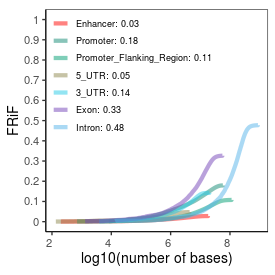 FRiF
1
0.9
0.8
0.7
0.6
0.5
0.4
0.3
0.2
0.1
0
Enhancer: 0.03
Promoter: 0.18
Promoter_Flanking_Region: 0.11
5_UTR: 0.05
3_UTR: 0.14
Exon: 0.33
Intron: 0.48
2 4 6 8
log10(number of bases)